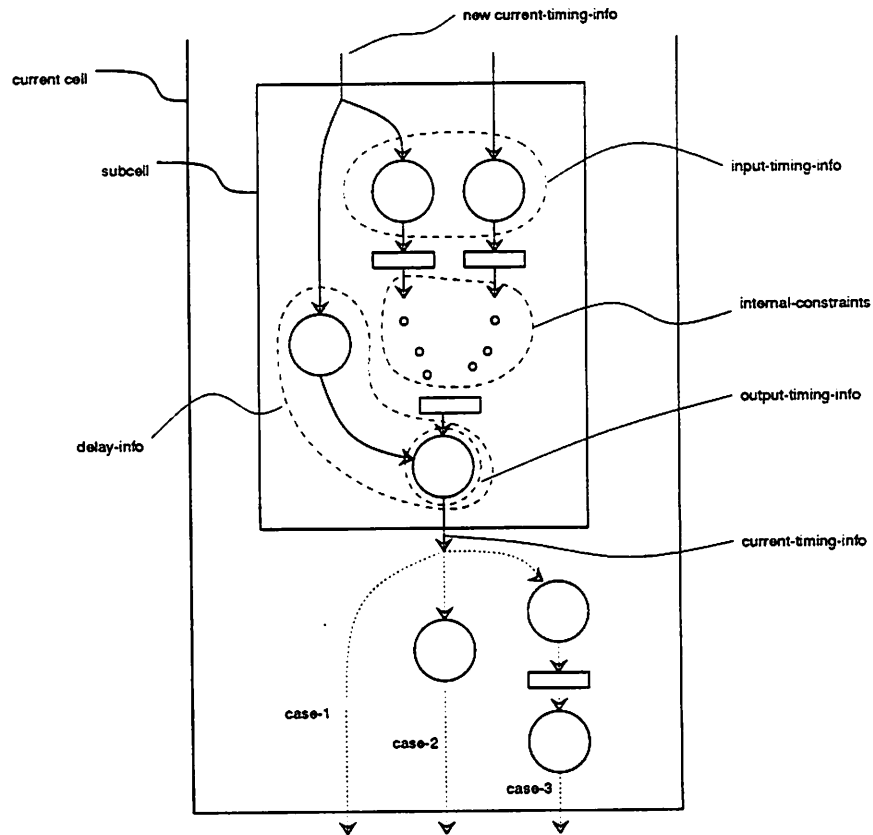 new current-timing-info
current cell
subcell
input-timing-info
internal-constraints
output-timing-info
delay-info
current-timing-info
case-1
case-2
case-3